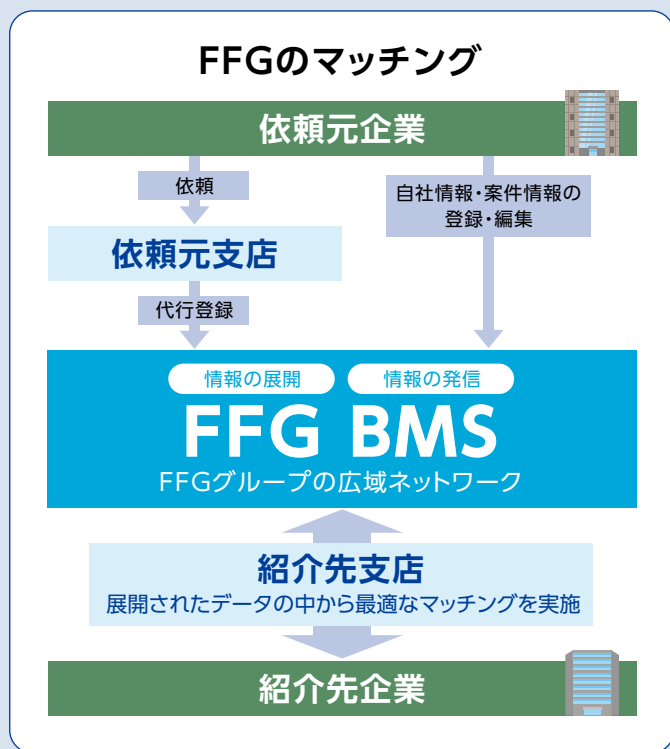 FFGのマッチング
依頼元企業
依頼
自社情報・案件情報の
登録・編集
依頼元支店
代行登録
情報の展開
情報の発信
FFG BMS
FFGグループの広域ネットワーク
紹介先支店
展開されたデータの中から最適なマッチングを実施
紹介先企業